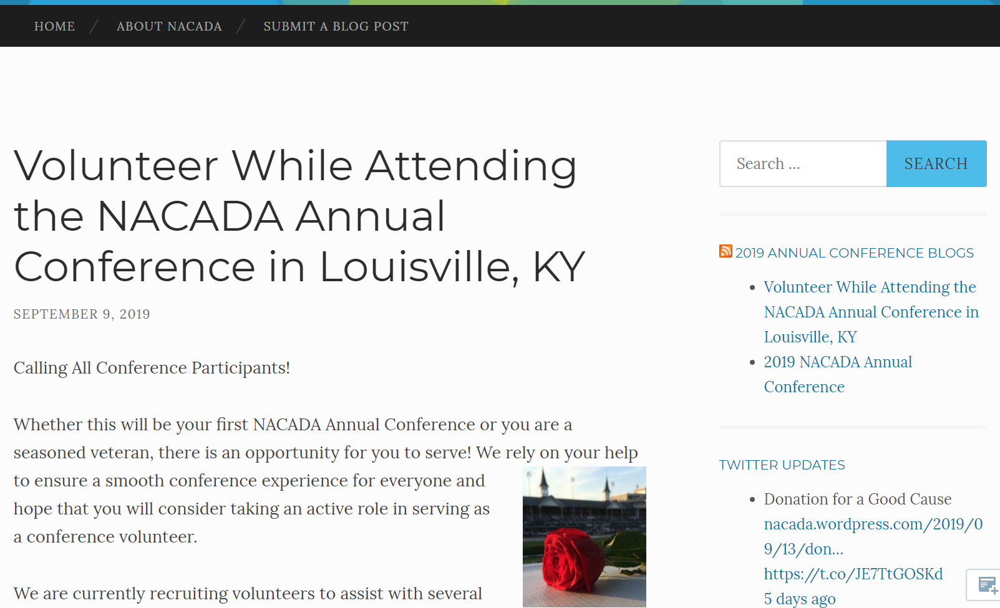 HOME / ABOUT NACADA / SUBMIT A BLOG POST
Volunteer While Attending
the NACADA Annual
Conference in Louisville, KY
SEPTEMBER 9, 2019
Calling All Conference Participants!
Whether this will be your first NACADA Annual Conference or you are a
seasoned veteran, there is an opportunity for you to serve! We rely on your help
to ensure a smooth conference experience for everyone and
hope that you will consider taking an active role in serving as
a conference volunteer.
We are currently recruiting volunteers to assist with several
Search ... SEARCH
2019 ANNUAL CONFERENCE BLOGS
• Volunteer While Attending the
NACADA Annual Conference in
Louisville, KY
• 2019 NACADA Annual
Conference
TWITTER UPDATES
• Donation for a Good Cause
nacada.wordpress.com/2019/0
9/13/don…
https://t.co/JE7TtGOSKd
5 days ago